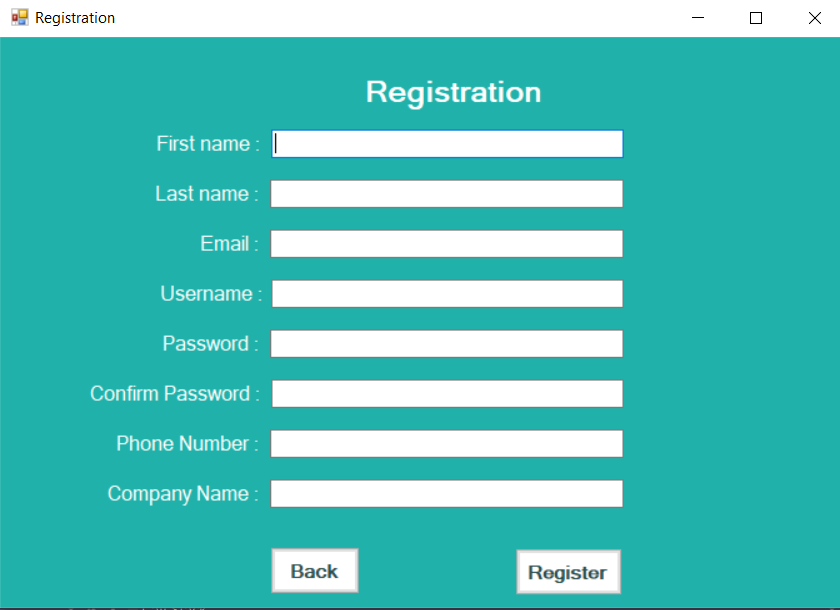 Registration
Registration
First name :
Last name :
Email :
Username :
Password :
Confirm Password :
Phone Number :
Company Name :
Back Register